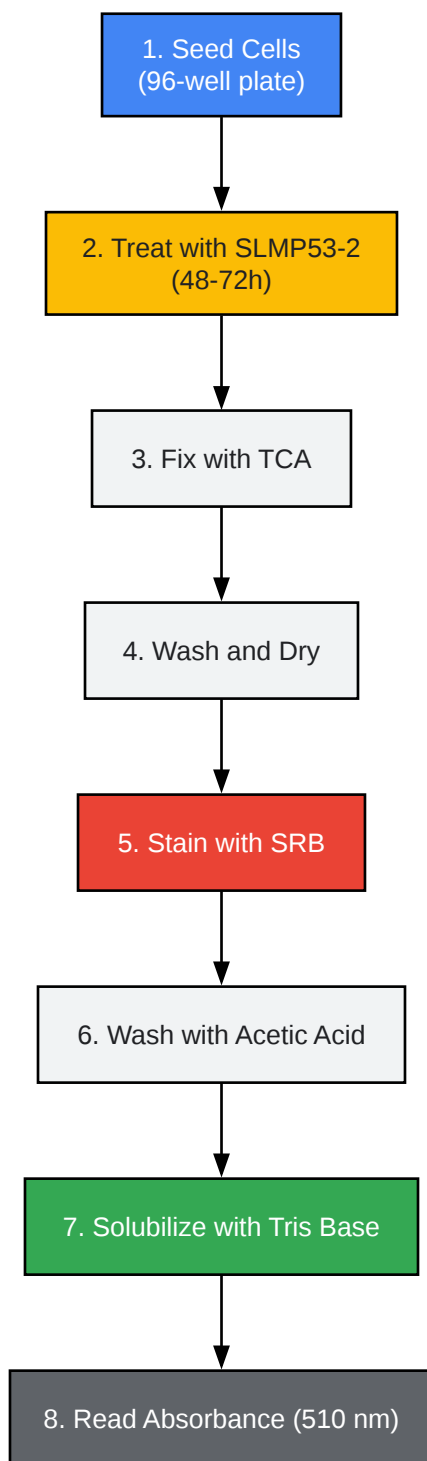 1. Seed Cells
(96-well plate)
2. Treat with SLMP53-2
(48-72h)
3. Fix with TCA
4. Wash and Dry
5. Stain with SRB
6. Wash with Acetic Acid
7. Solubilize with Tris Base
8. Read Absorbance (510 nm)